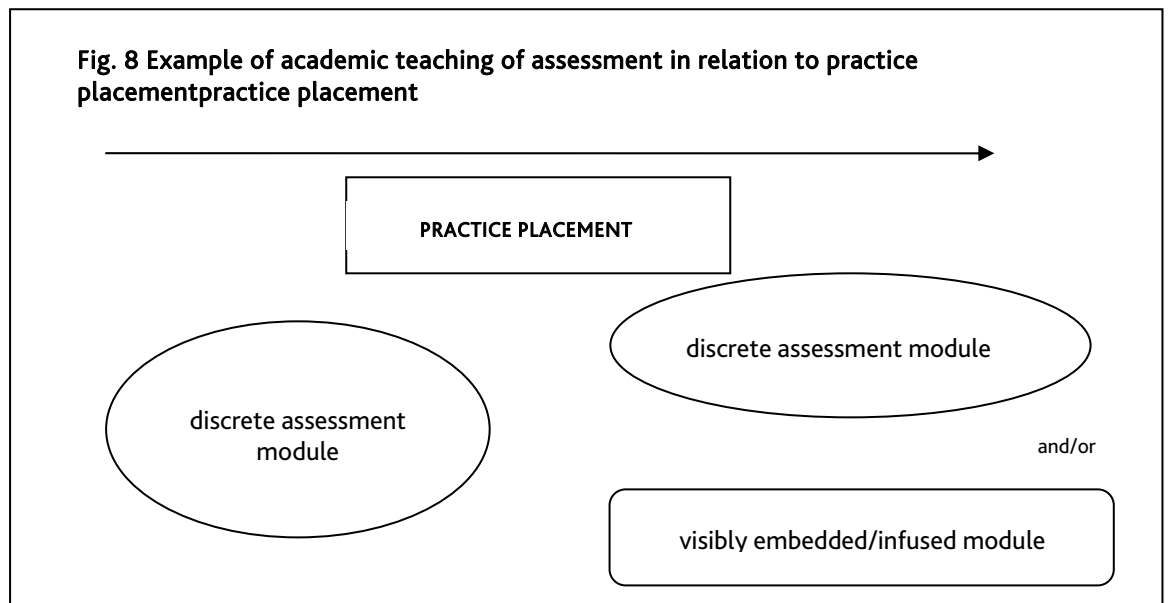 Fig. 8 Example of academic teaching of assessment in relation to practice
placementpractice placement
PRACTICE PLACEMENT
discrete assessment module
discrete assessment
module
and/or
visibly embedded/infused module